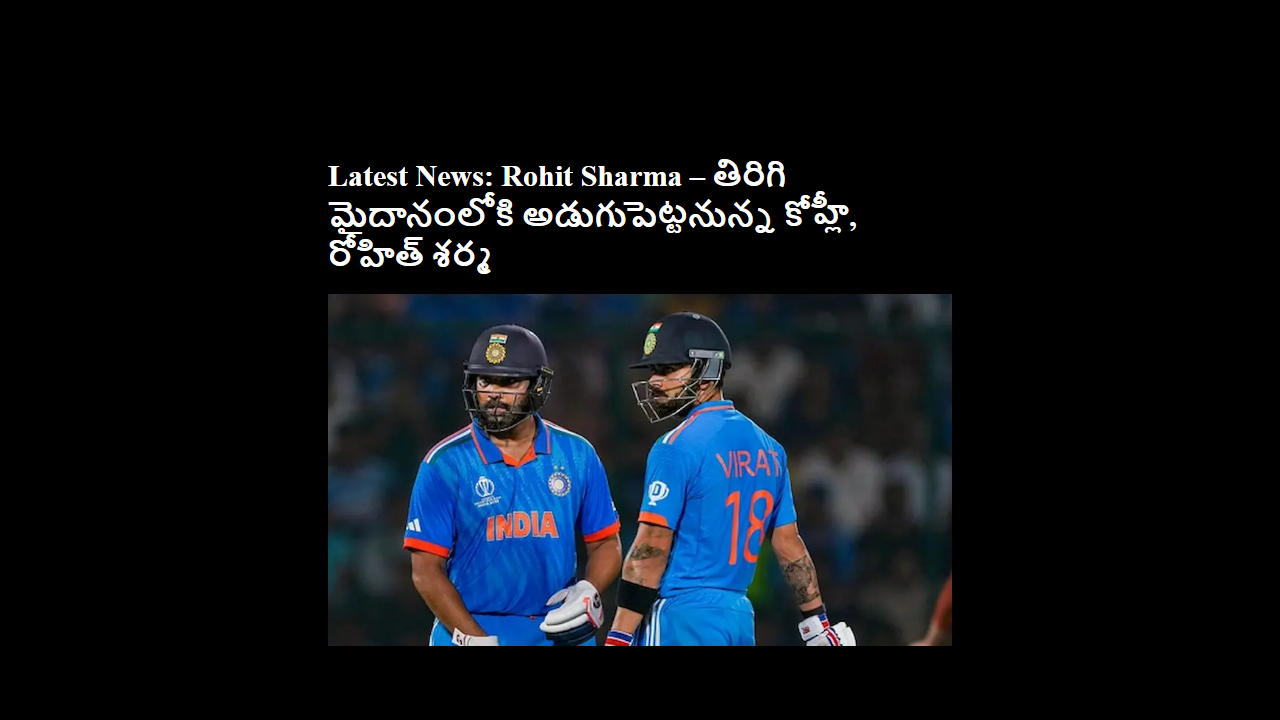 Latest News: Rohit Sharma – తిరిగి
మైదానంలోకి అడుగుపెట్టనున్న కోహ్లీ,
రోహిత్ శర్మ
INDIA
VIRAT
18